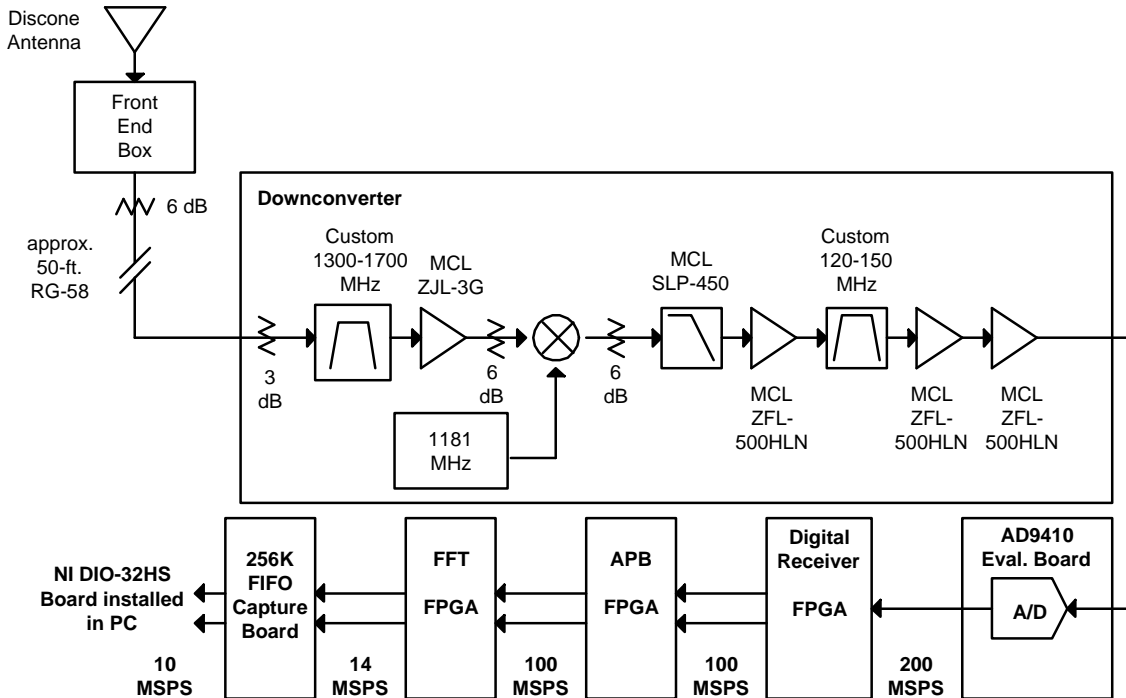 Discone
Antenna
Front
End
Box
6 dB
approx.
50-ft.
RG-58
Downconverter
Custom
1300-1700
MHz
MCL
ZJL-3G
MCL
SLP-450
Custom
120-150
MHz
3
dB
6
dB
6
dB
1181
MHz
MCL
ZFL-
500HLN
MCL
ZFL-
500HLN
MCL
ZFL-
500HLN
NI DIO-32HS
Board installed
in PC
256K
FIFO
Capture
Board
FFT
FPGA
APB
FPGA
Digital
Receiver
FPGA
AD9410
Eval. Board
A/D
10
MSPS
14
MSPS
100
MSPS
100
MSPS
200
MSPS